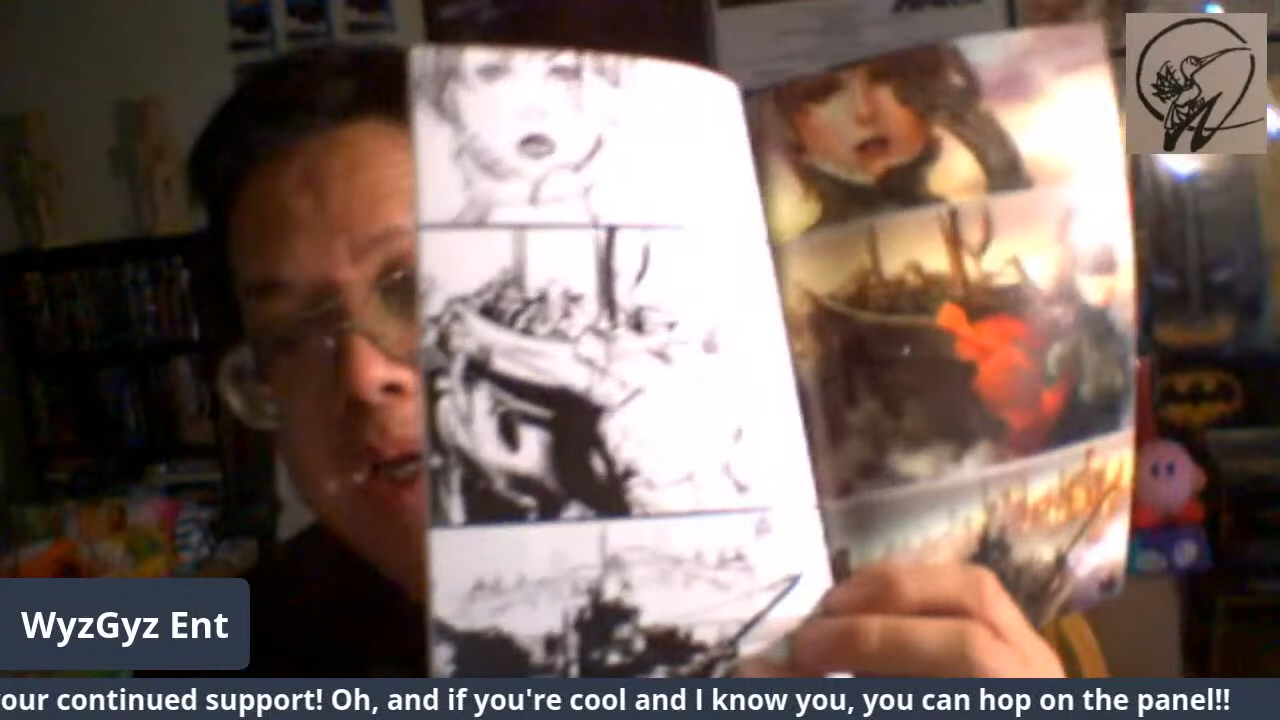 WyzGyz Ent
our continued support! Oh, and if you're cool and I know you, you can hop on the panel!!